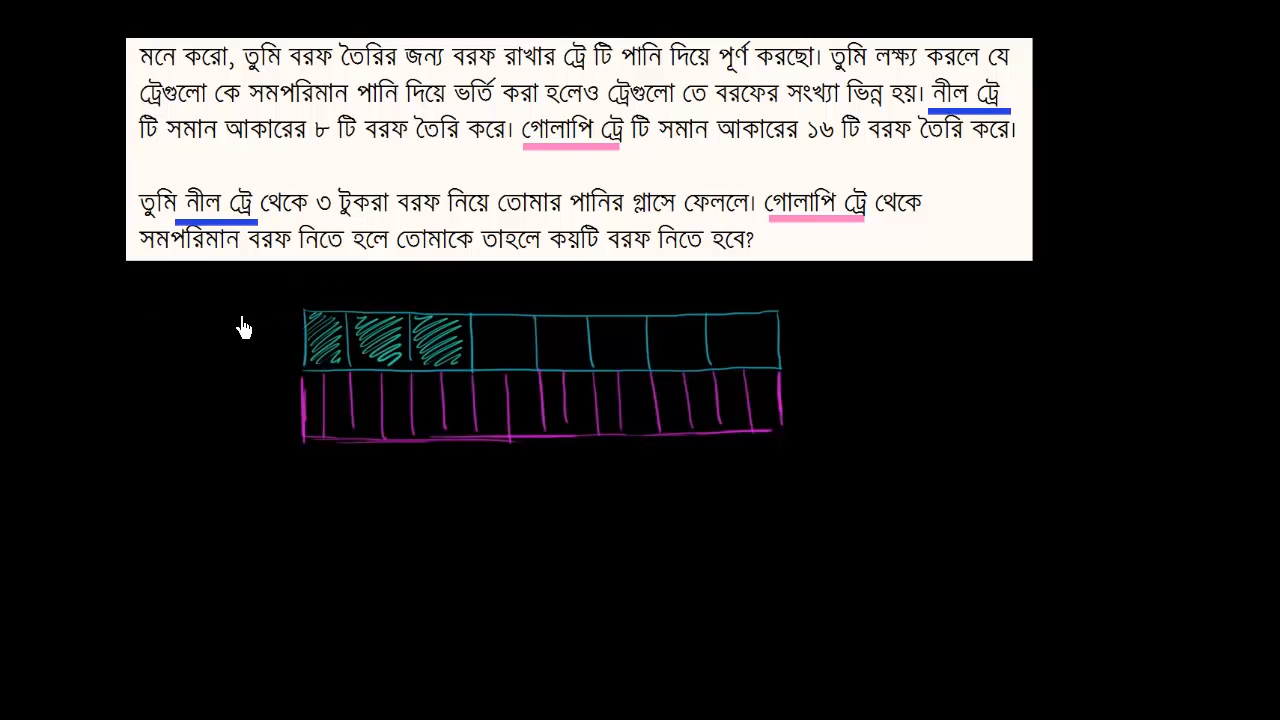 মনে করো, তুমি বরফ তৈরির জন্য বরফ রাখার ট্রে টি পানি দিয়ে পূর্ণ করছো। তুমি লক্ষ্য করলে যে
ট্রেগুলো কে সমপরিমান পানি দিয়ে ভর্তি করা হলেও ট্রেগুলো তে বরফের সংখ্যা ভিন্ন হয়। নীল ট্রে
টি সমান আকারের ৮ টি বরফ তৈরি করে। গোলাপি ট্রে টি সমান আকারের ১৬ টি বরফ তৈরি করে।
তুমি নীল ট্রে থেকে ৩ টুকরা বরফ নিয়ে তোমার পানির গ্লাসে ফেললে। গোলাপি ট্রে থেকে
সমপরিমান বরফ নিতে হলে তোমাকে তাহলে কয়টি বরফ নিতে হবে?